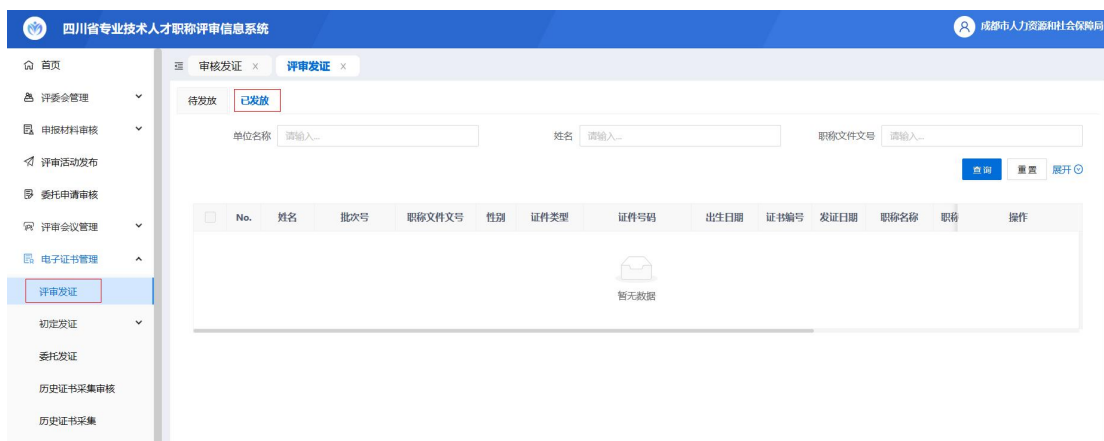 四川省专业技术人才职称评审信息系统
成都市人力资源和社会保障局
首页
审核发证 × 评审发证 ×
评委会管理
待发放 已发放
申报材料审核
单位名称 请输入... 姓名 请输入... 职称文件文号 请输入...
评审活动发布
查询 重置 展开
委托申请审核
No. 姓名 批次号 职称文件文号 性别 证件类型 证件号码 出生日期 证书编号 发证日期 职称名称 职称 操作
评审会议管理
电子证书管理
暂无数据
评审发证
初定发证
委托发证
历史证书采集审核
历史证书采集